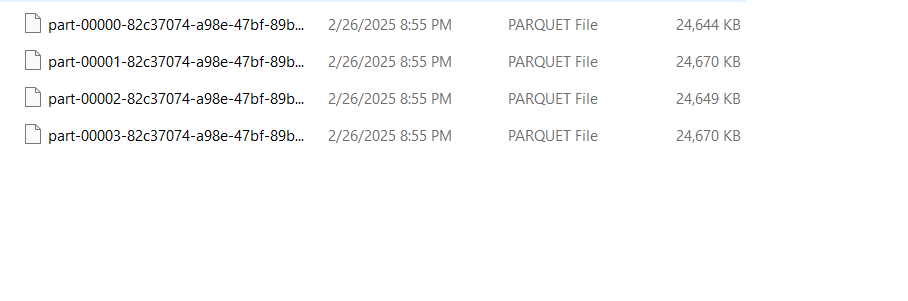 part-00000-82c37074-a98e-47bf-89b... 2/26/2025 8:55 PM PARQUET File 24,644 KB
part-00001-82c37074-a98e-47bf-89b... 2/26/2025 8:55 PM PARQUET File 24,670 KB
part-00002-82c37074-a98e-47bf-89b... 2/26/2025 8:55 PM PARQUET File 24,649 KB
part-00003-82c37074-a98e-47bf-89b... 2/26/2025 8:55 PM PARQUET File 24,670 KB